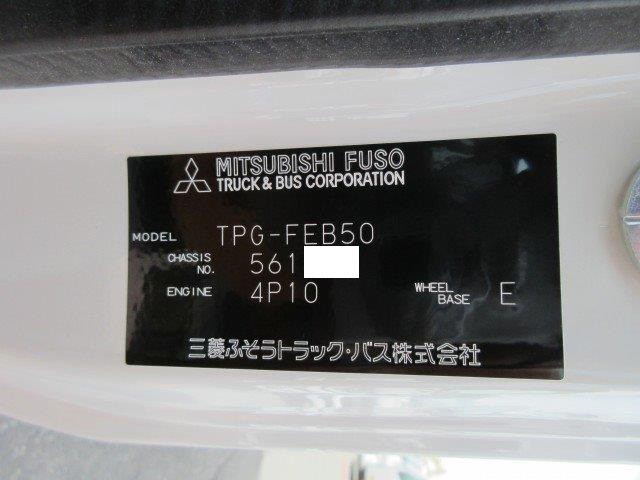 MITSUBISHI FUSO
TRUCK & BUS CORPORATION
MODEL TPG-FEB50
CHASSIS NO. 561
ENGINE 4P10 WHEEL BASE E
三菱ふそうトラック・バス株式会社